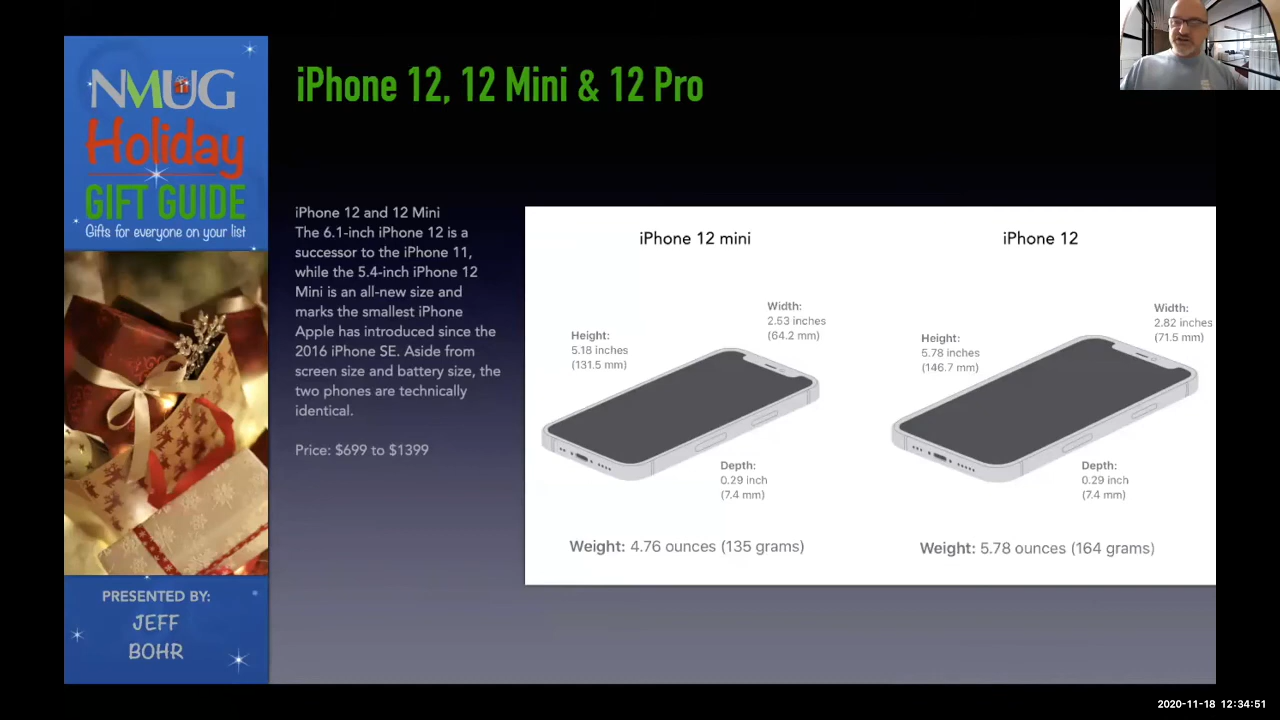 NMUG
Holiday
GIFT GUIDE
Gifts for everyone on your list
PRESENTED BY:
JEFF
BOHR
iPhone 12, 12 Mini & 12 Pro
iPhone 12 and 12 Mini
The 6.1-inch iPhone 12 is a
successor to the iPhone 11,
while the 5.4-inch iPhone 12
Mini is an all-new size and
marks the smallest iPhone
Apple has introduced since the
2016 iPhone SE. Aside from
screen size and battery size, the
two phones are technically
identical.
Price: $699 to $1399
iPhone 12 mini
Width:
2.53 inches
(64.2 mm)
Height:
5.18 inches
(131.5 mm)
Depth:
0.29 inch
(7.4 mm)
Weight: 4.76 ounces (135 grams)
iPhone 12
Width:
2.82 inches
(71.5 mm)
Height:
5.78 inches
(146.7 mm)
Depth:
0.29 inch
(7.4 mm)
Weight: 5.78 ounces (164 grams)
2020-11-18 12:34:51